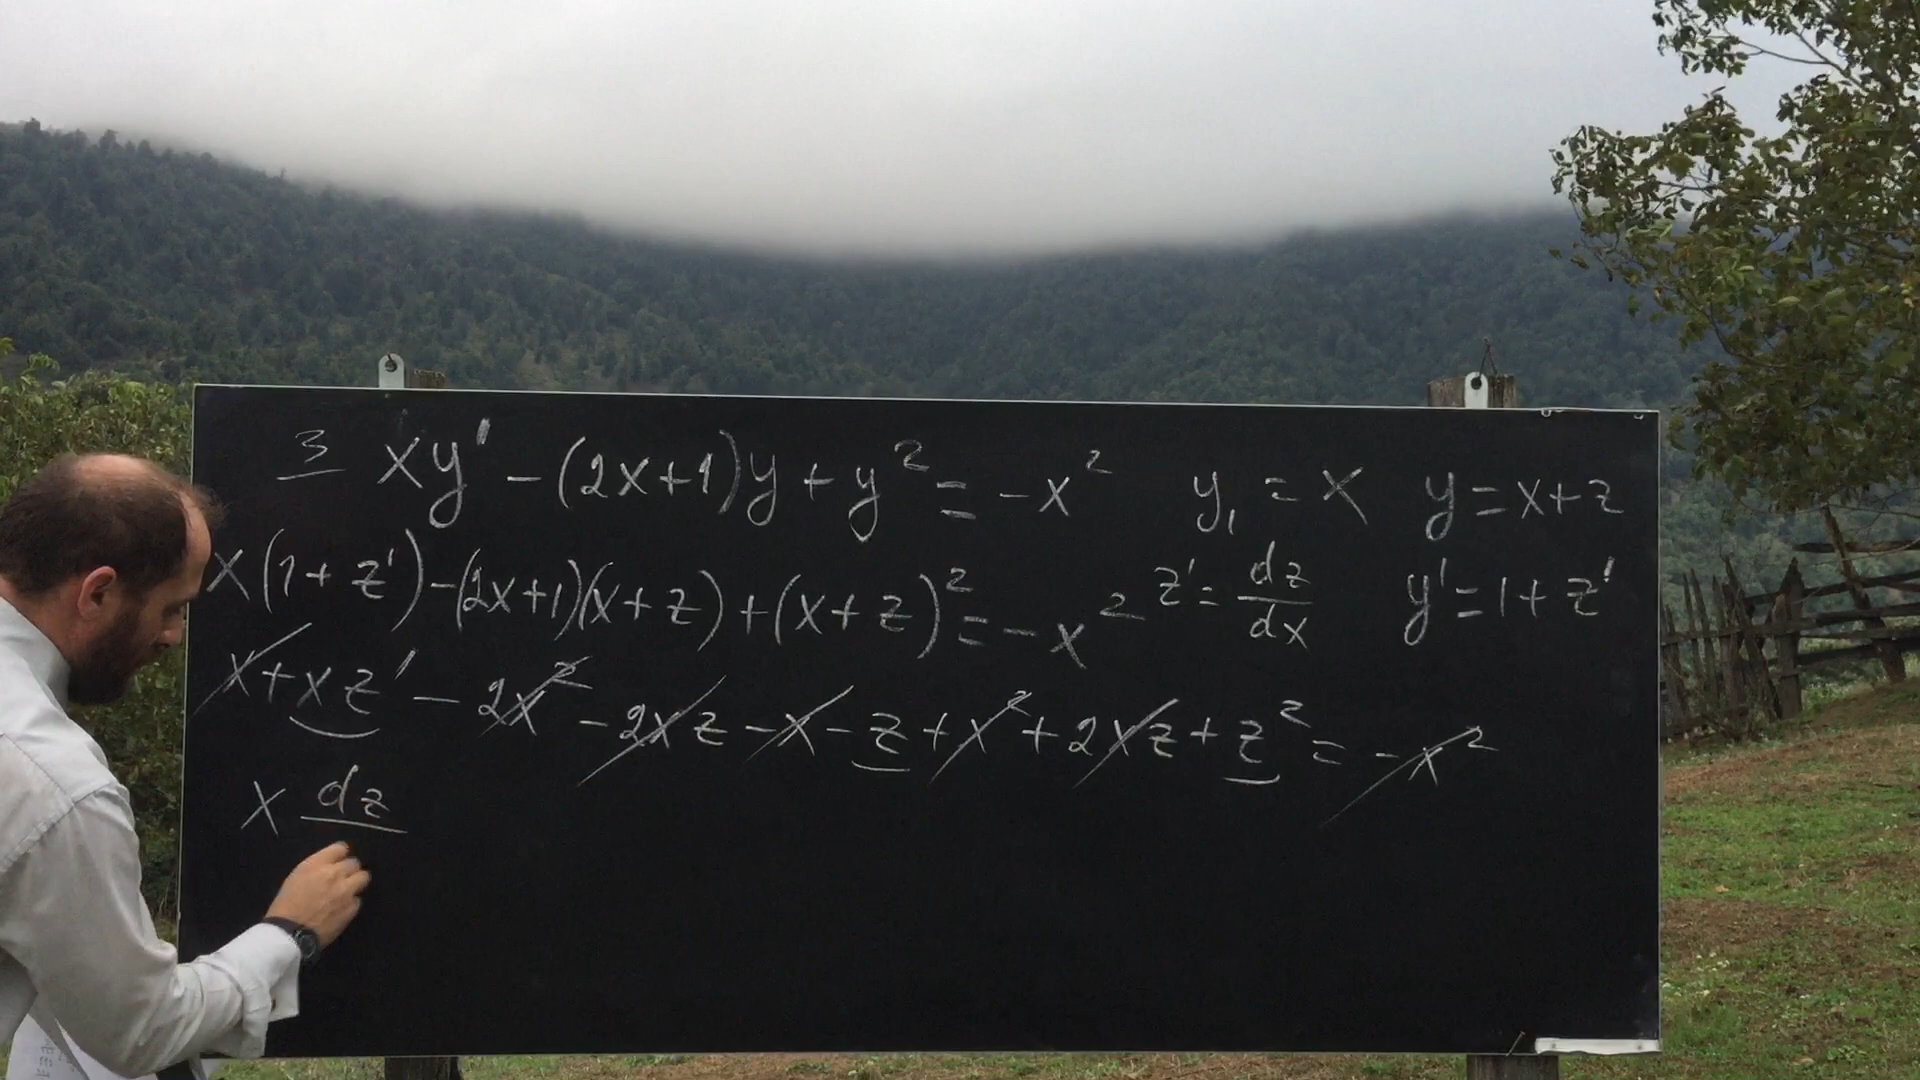 3 xy' - (2x+1)y + y² = -x² y₁ = x y = x+z
x(1+z') - (2x+1)(x+z) + (x+z)² = -x² z' = dz/dx y' = 1+z'
x + xz' - 2x² - 2xz - x - z + x² + 2xz + z² = -x²
x dz